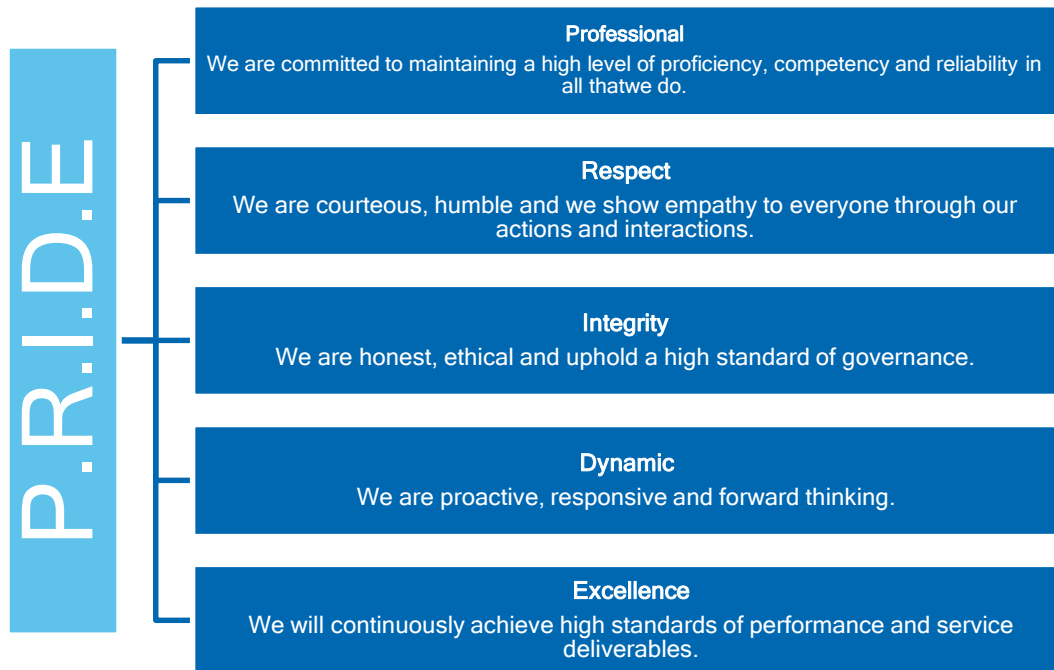 P.R.I.D.E
Professional
We are committed to maintaining a high level of proficiency, competency and reliability in
all thatwe do.
Respect
We are courteous, humble and we show empathy to everyone through our
actions and interactions.
Integrity
We are honest, ethical and uphold a high standard of governance.
Dynamic
We are proactive, responsive and forward thinking.
Excellence
We will continuously achieve high standards of performance and service
deliverables.